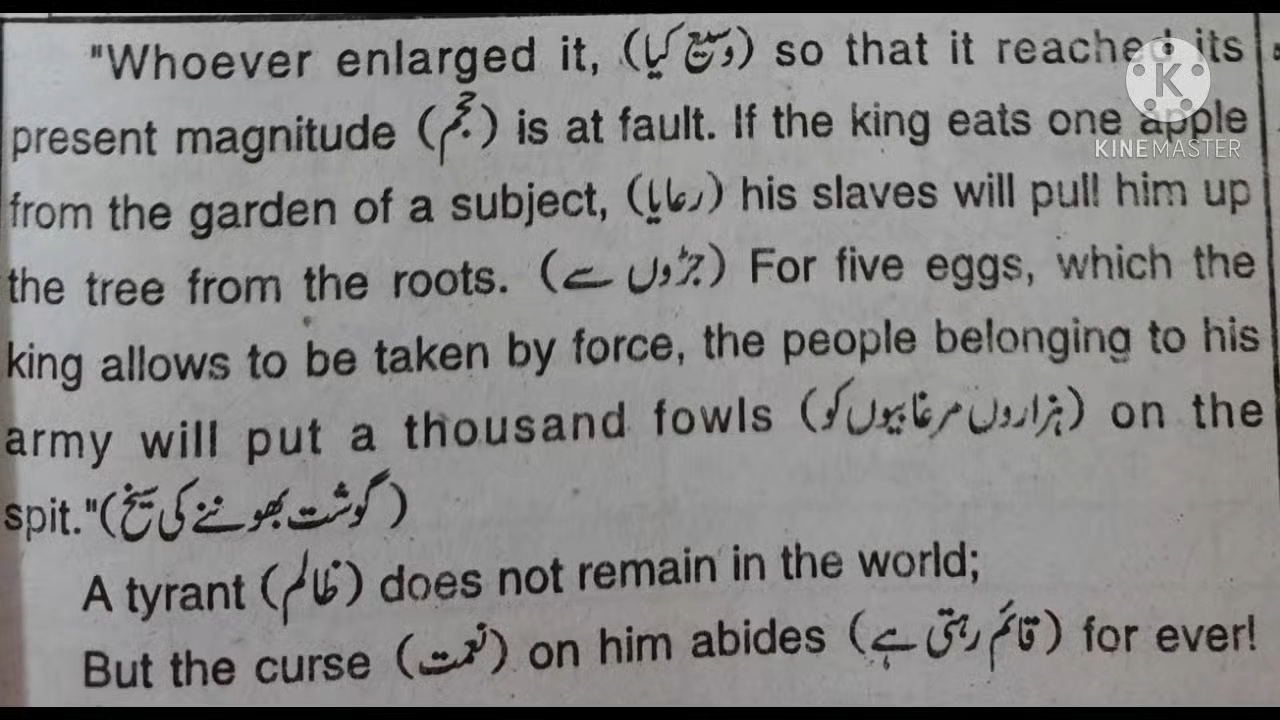 "Whoever enlarged it, (وسیع کیا) so that it reached its
present magnitude (حجم) is at fault. If the king eats one apple
from the garden of a subject, (رعایا) his slaves will pull him up
the tree from the roots. (جڑوں سے) For five eggs, which the
king allows to be taken by force, the people belonging to his
army will put a thousand fowls (ہزاروں مرغابیوں کو) on the
spit."(گوشت بھوننے کی سیخ)
A tyrant (ظالم) does not remain in the world;
But the curse (نعمت) on him abides (قائم رہتی ہے) for ever!
KINEMASTER